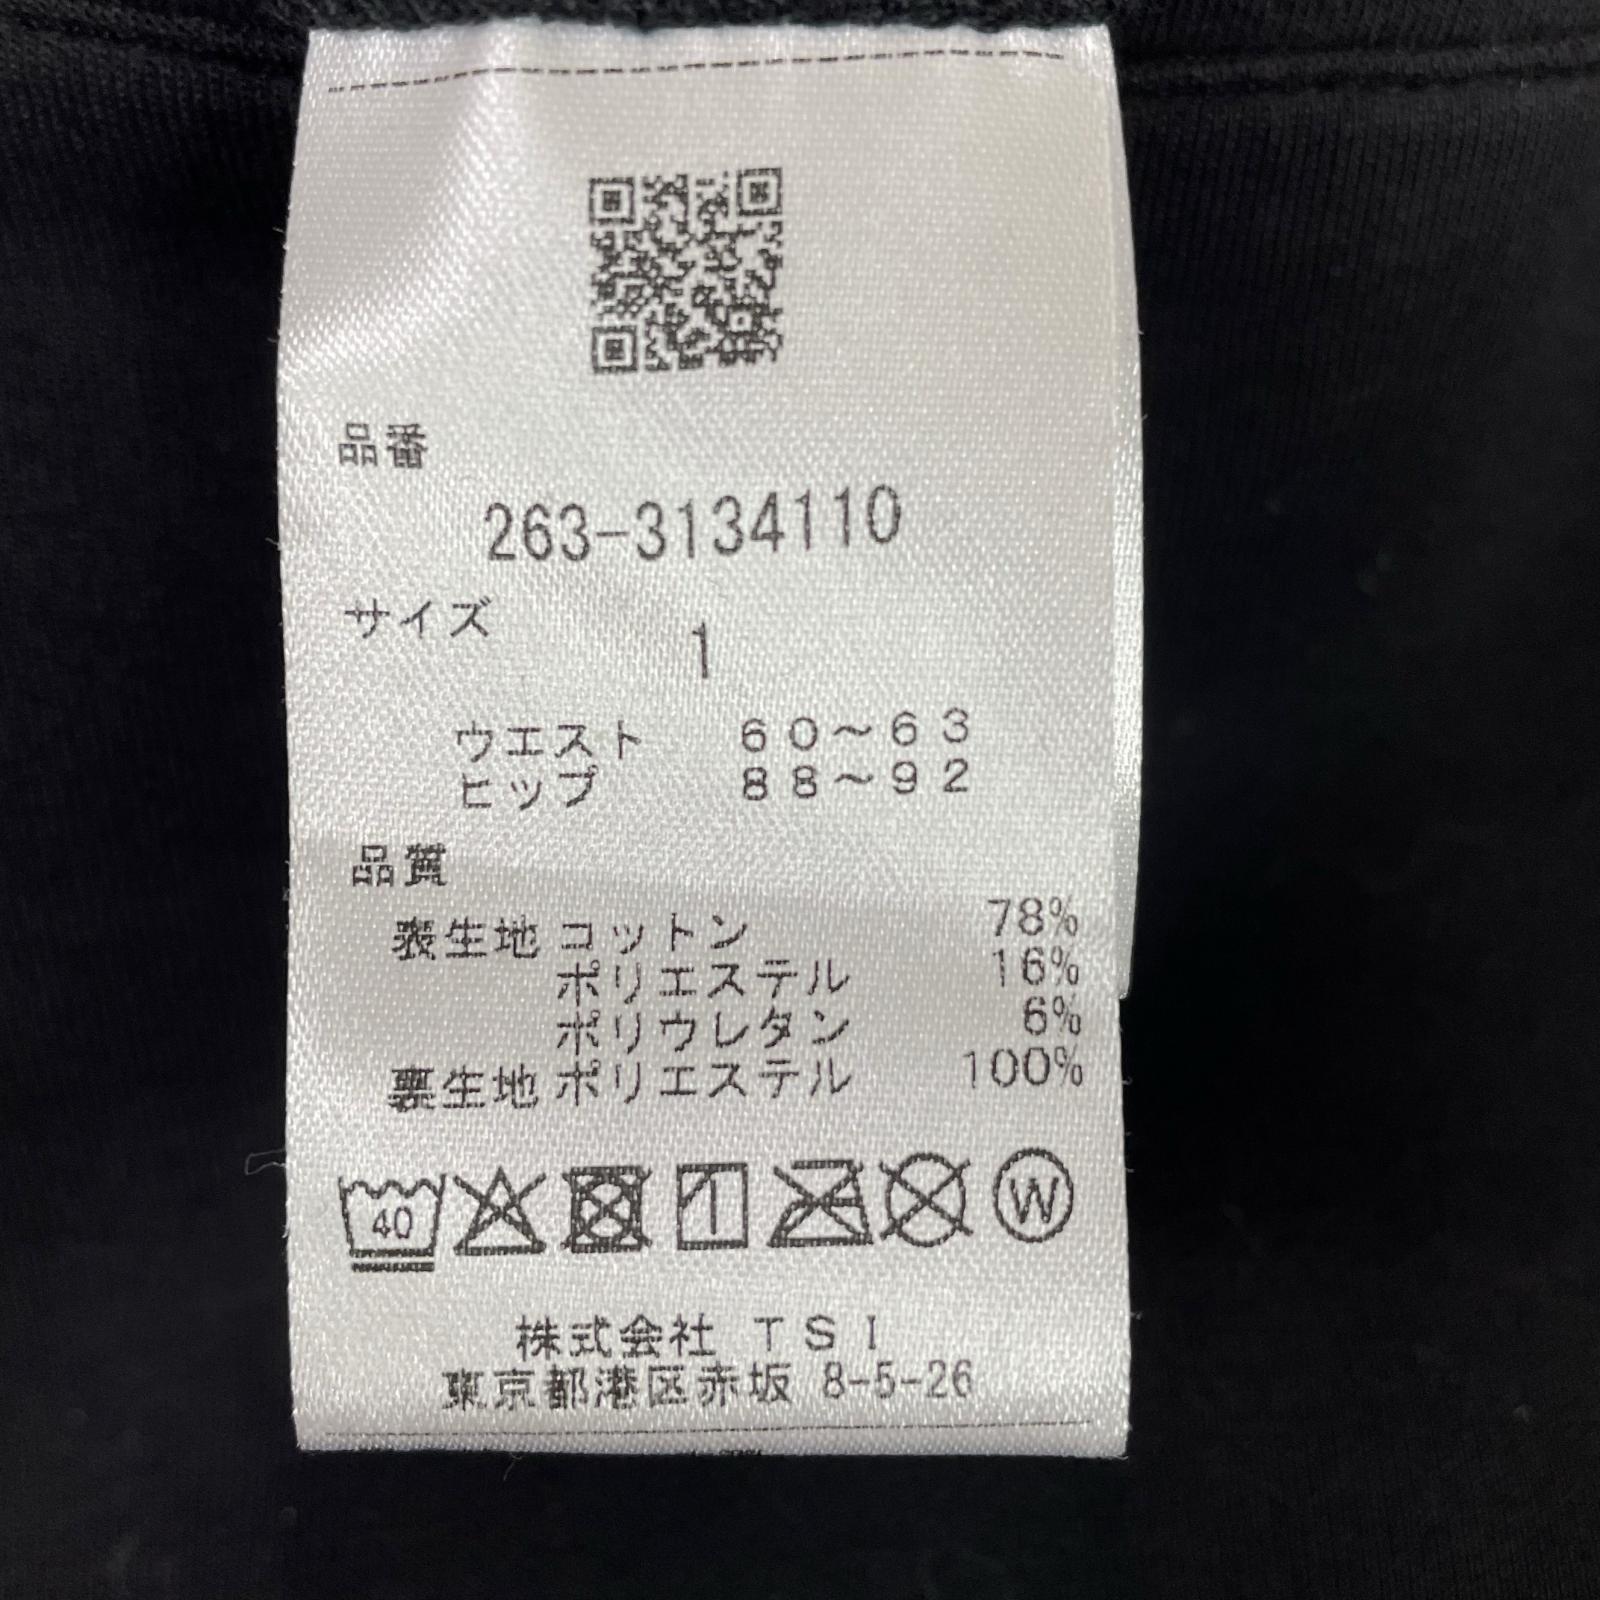 品番
263-3134110
サイズ
1
ウエスト 60～63
ヒップ 88～92
品質
表生地 コットン 78%
ポリエステル 16%
ポリウレタン 6%
裏生地 ポリエステル 100%
40 W
株式会社 TSI
東京都港区赤坂 8-5-26